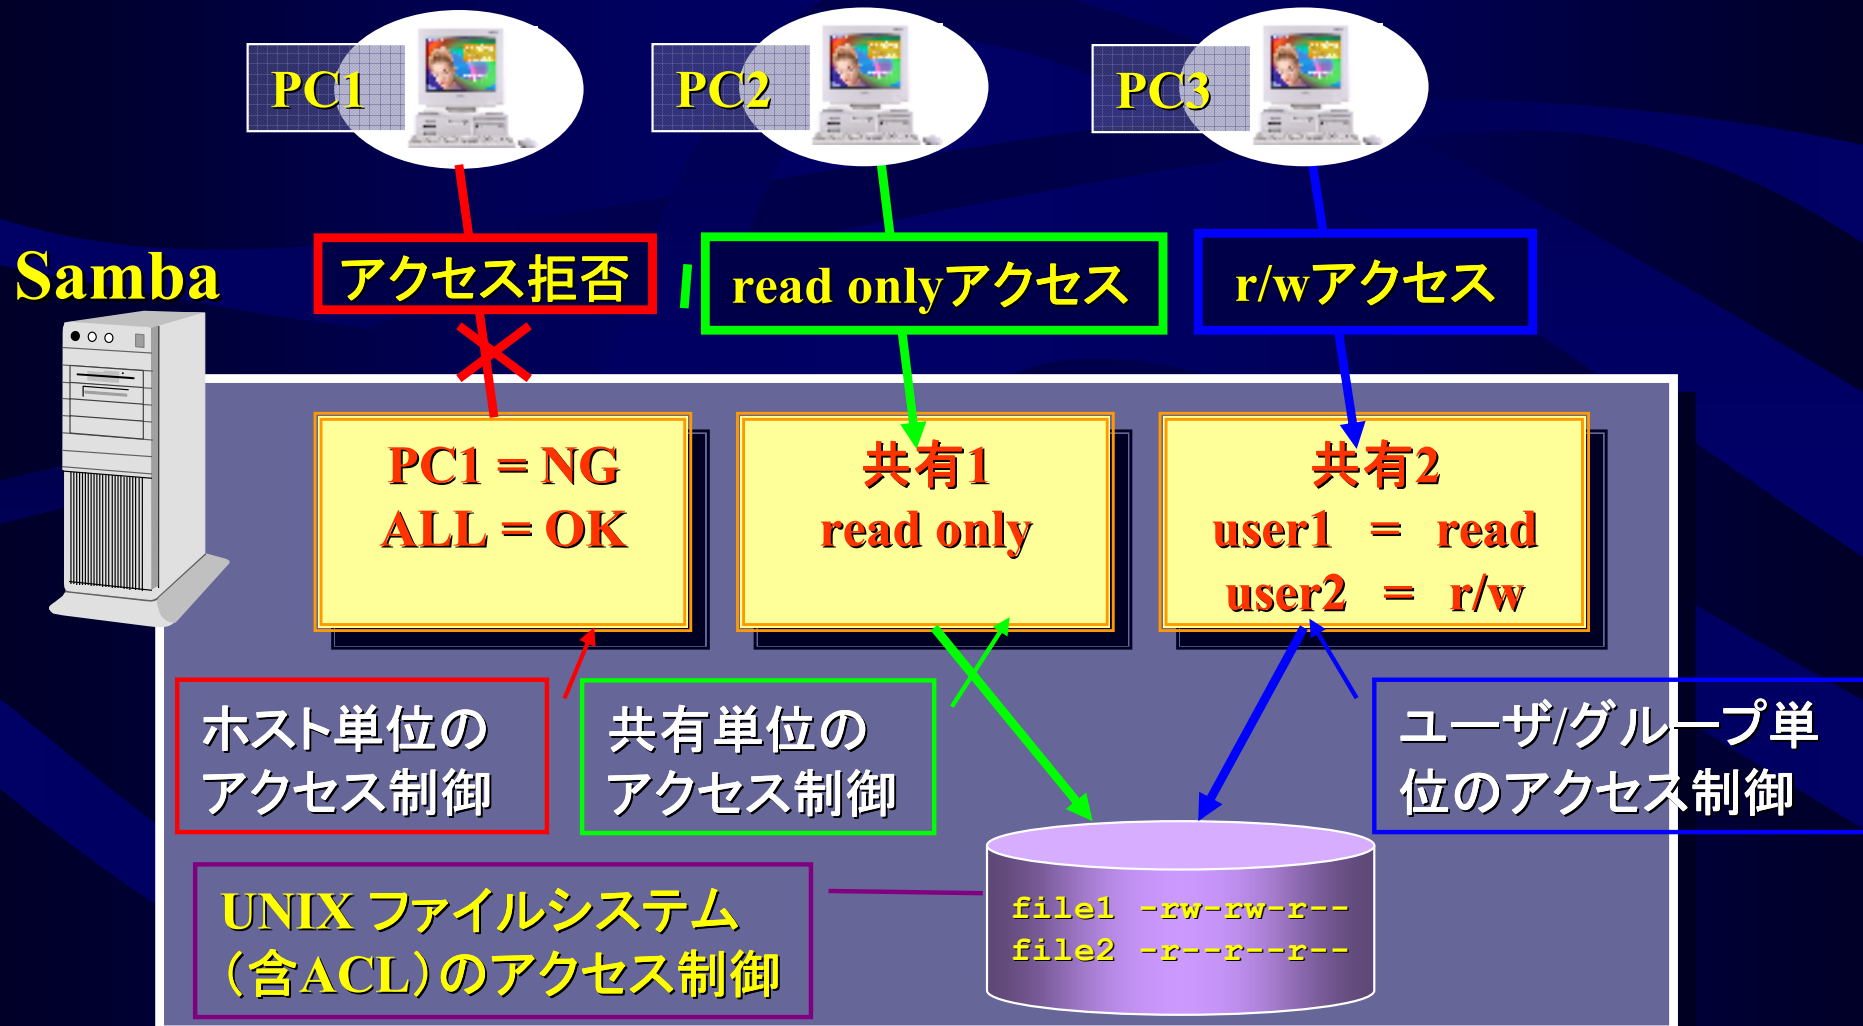 PC1
PC2
PC3
Samba
アクセス拒否
read onlyアクセス
r/wアクセス
PC1 = NG
ALL = OK
共有1
read only
共有2
user1 = read
user2 = r/w
ホスト単位の
アクセス制御
共有単位の
アクセス制御
ユーザ/グループ単
位のアクセス制御
UNIX ファイルシステム
（含ACL）のアクセス制御
file1 -rw-rw-r--
file2 -r--r--r--